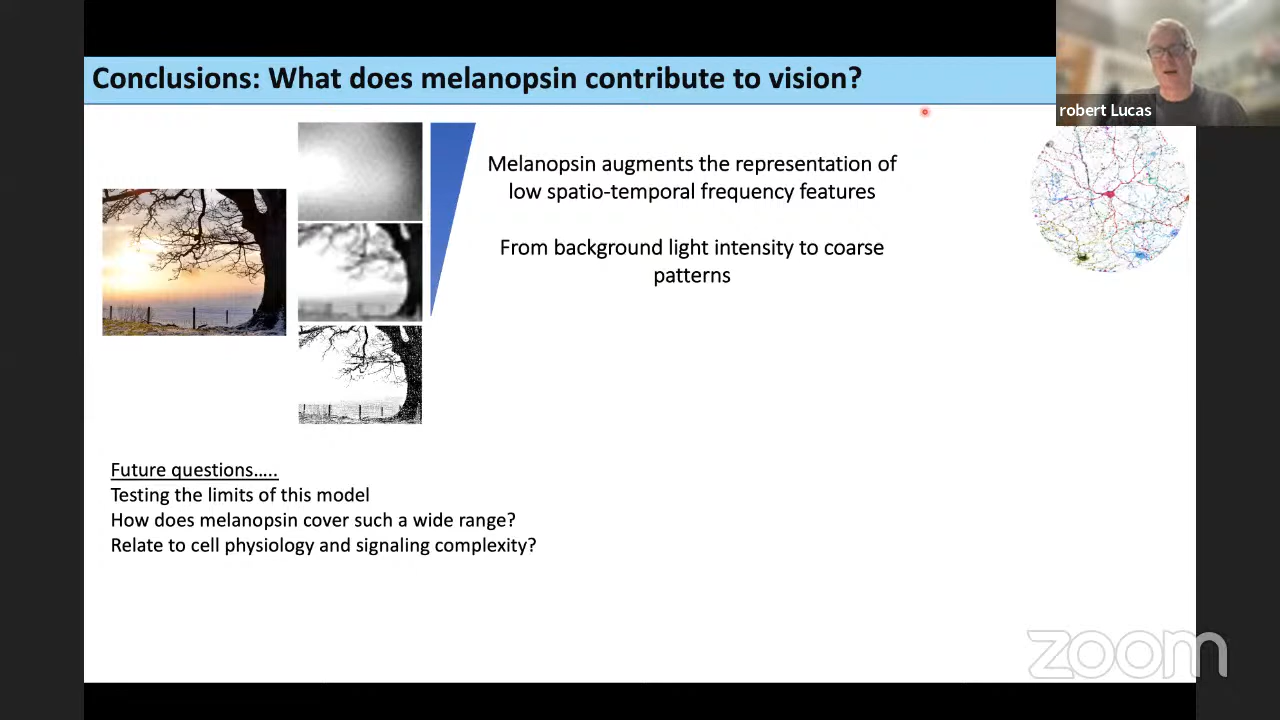 Conclusions: What does melanopsin contribute to vision?
robert Lucas
Melanopsin augments the representation of
low spatio-temporal frequency features
From background light intensity to coarse
patterns
Future questions.....
Testing the limits of this model
How does melanopsin cover such a wide range?
Relate to cell physiology and signaling complexity?
zoom